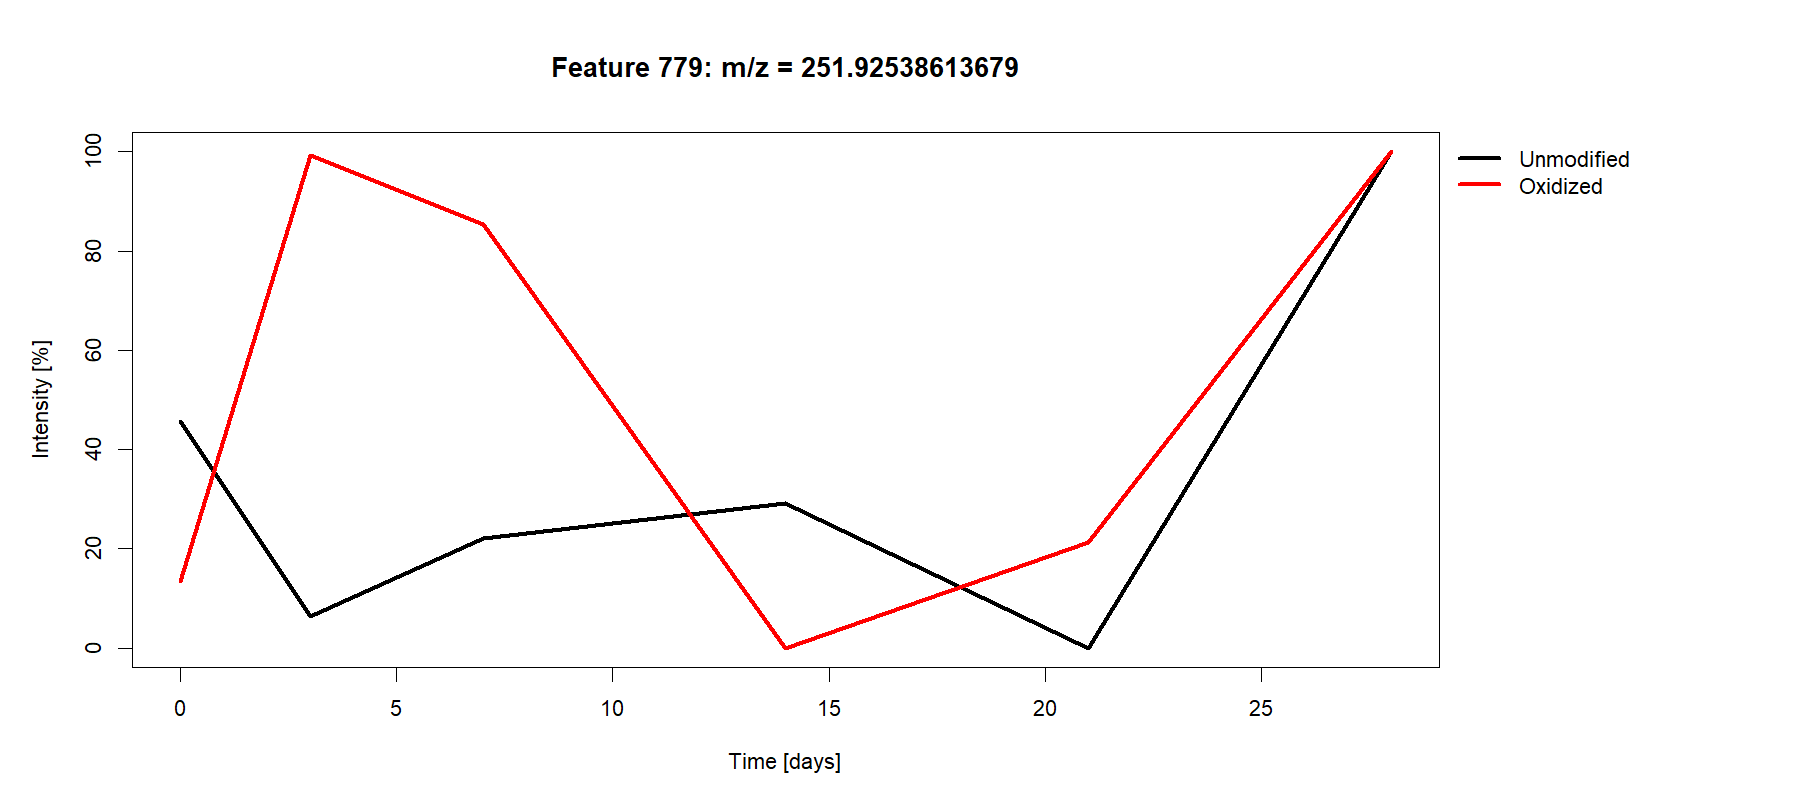 Feature 779: m/z = 251.92538613679
Unmodified
Oxidized
Intensity [%]
100
80
60
40
20
0
0 5 10 15 20 25
Time [days]